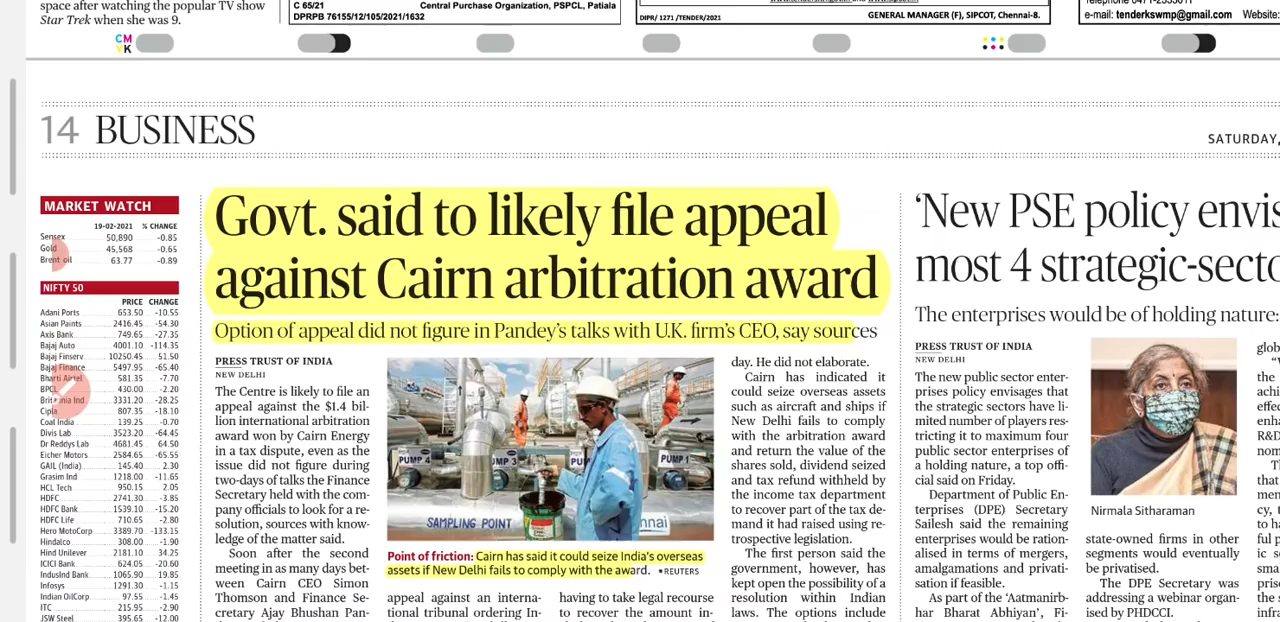 space after watching the popular TV show
Star Trek when she was 9.
C 65/21 Central Purchase Organization, PSPCL, Patiala
DPRPB 76155/12/105/2021/1632
DIPR/ 1271 /TENDER/2021 GENERAL MANAGER (F), SIPCOT, Chennai-8.
e-mail: tenderkswmp@gmail.com Website:
CM
YK
14 BUSINESS
SATURDAY,
MARKET WATCH
19-02-2021 % CHANGE
Sensex 50,890 -0.85
Gold 45,568 -0.65
Brent oil 63.77 -0.89
NIFTY 50
PRICE CHANGE
Adani Ports 653.50 -10.55
Asian Paints 2416.45 -54.30
Axis Bank 749.65 -27.35
Bajaj Auto 4001.10 -114.35
Bajaj Finserv 10250.45 51.50
Bajaj Finance 5497.95 -65.40
Bharti Airtel 581.35 -7.70
BPCL 430.00 -2.20
Britannia Ind 3331.20 -28.25
Cipla 807.35 -18.10
Coal India 139.25 -0.70
Divis Lab 3523.20 -64.45
Dr Reddys Lab 4681.45 64.50
Eicher Motors 2584.65 -65.55
GAIL (India) 145.40 2.30
Grasim Ind 1218.00 -11.65
HCL Tech 950.15 2.05
HDFC 2741.30 -3.85
HDFC Bank 1539.10 -15.20
HDFC Life 710.65 -2.80
Hero MotoCorp 3389.70 -133.15
Hindalco 308.00 -1.90
Hind Unilever 2181.10 34.25
ICICI Bank 624.05 -20.60
IndusInd Bank 1065.90 19.85
Infosys 1291.30 -1.15
Indian OilCorp 97.55 -1.45
ITC 215.95 -2.90
JSW Steel 395.65 -12.00
Govt. said to likely file appeal
against Cairn arbitration award
Option of appeal did not figure in Pandey's talks with U.K. firm's CEO, say sources
PRESS TRUST OF INDIA
NEW DELHI
The Centre is likely to file an
appeal against the $1.4 bil-
lion international arbitration
award won by Cairn Energy
in a tax dispute, even as the
issue did not figure during
two-days of talks the Finance
Secretary held with the com-
pany officials to look for a re-
solution, sources with know-
ledge of the matter said.
Soon after the second
meeting in as many days bet-
ween Cairn CEO Simon
Thomson and Finance Se-
cretary Ajay Bhushan Pan-
PUMP 4
PUMP 1
SAMPLING POINT
Point of friction: Cairn has said it could seize India's overseas
assets if New Delhi fails to comply with the award. •REUTERS
appeal against an interna-
tional tribunal ordering In-
having to take legal recourse
to recover the amount in-
day. He did not elaborate.
Cairn has indicated it
could seize overseas assets
such as aircraft and ships if
New Delhi fails to comply
with the arbitration award
and return the value of the
shares sold, dividend seized
and tax refund withheld by
the income tax department
to recover part of the tax de-
mand it had raised using re-
trospective legislation.
The first person said the
government, however, has
kept open the possibility of a
resolution within Indian
laws. The options include
'New PSE policy envis
most 4 strategic-secto
The enterprises would be of holding nature:
PRESS TRUST OF INDIA
NEW DELHI
The new public sector enter-
prises policy envisages that
the strategic sectors have li-
mited number of players res-
tricting it to maximum four
public sector enterprises of
a holding nature, a top offi-
cial said on Friday.
Department of Public En-
terprises (DPE) Secretary
Sailesh said the remaining
enterprises would be ration-
alised in terms of mergers,
amalgamations and privati-
sation if feasible.
As part of the 'Aatmanirb-
har Bharat Abhiyan', Fi-
Nirmala Sitharaman
state-owned firms in other
segments would eventually
be privatised.
The DPE Secretary was
addressing a webinar organ-
ised by PHDCCI.